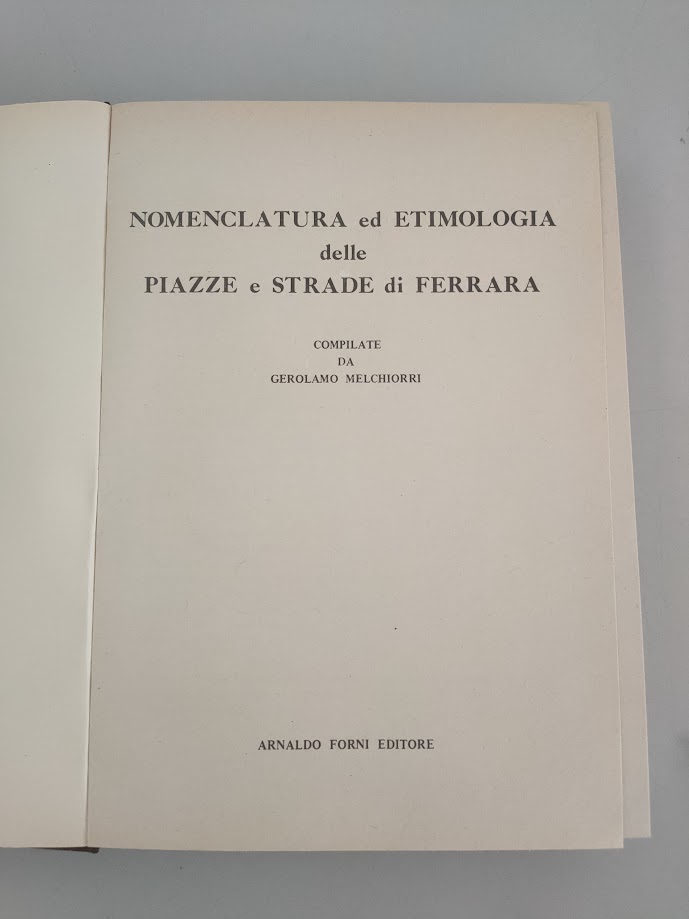 NOMENCLATURA ed ETIMOLOGIA
delle
PIAZZE e STRADE di FERRARA
COMPILATE
DA
GEROLAMO MELCHIORRI
ARNALDO FORNI EDITORE